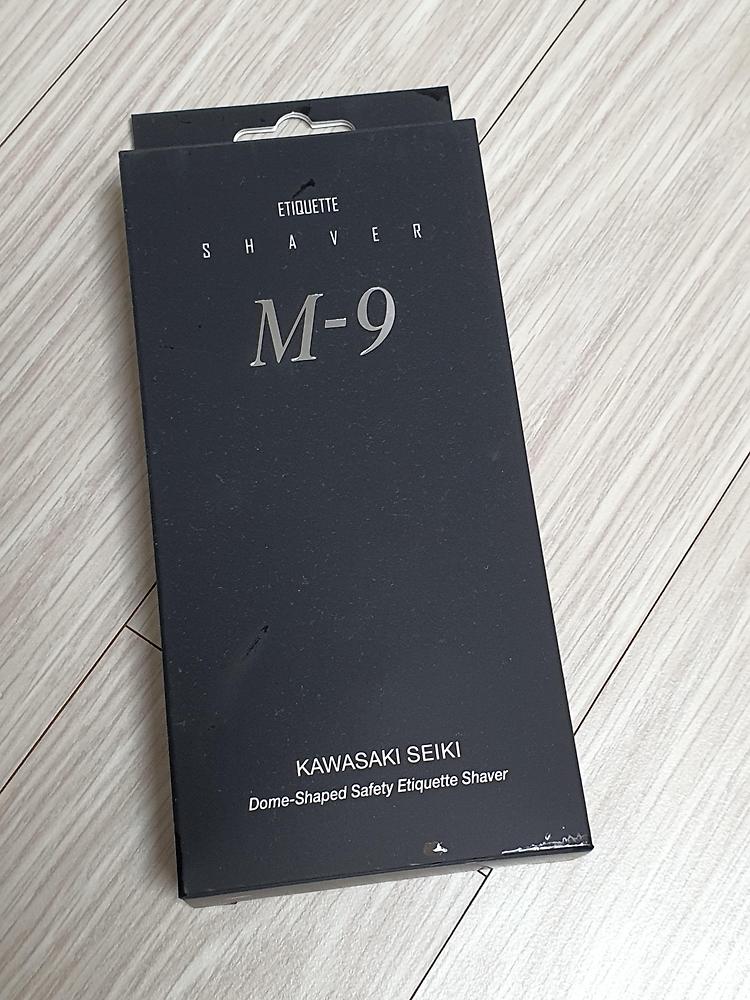 ETIQUETTE
SHAVER
M-9
KAWASAKI SEIKI
Dome-Shaped Safety Etiquette Shaver